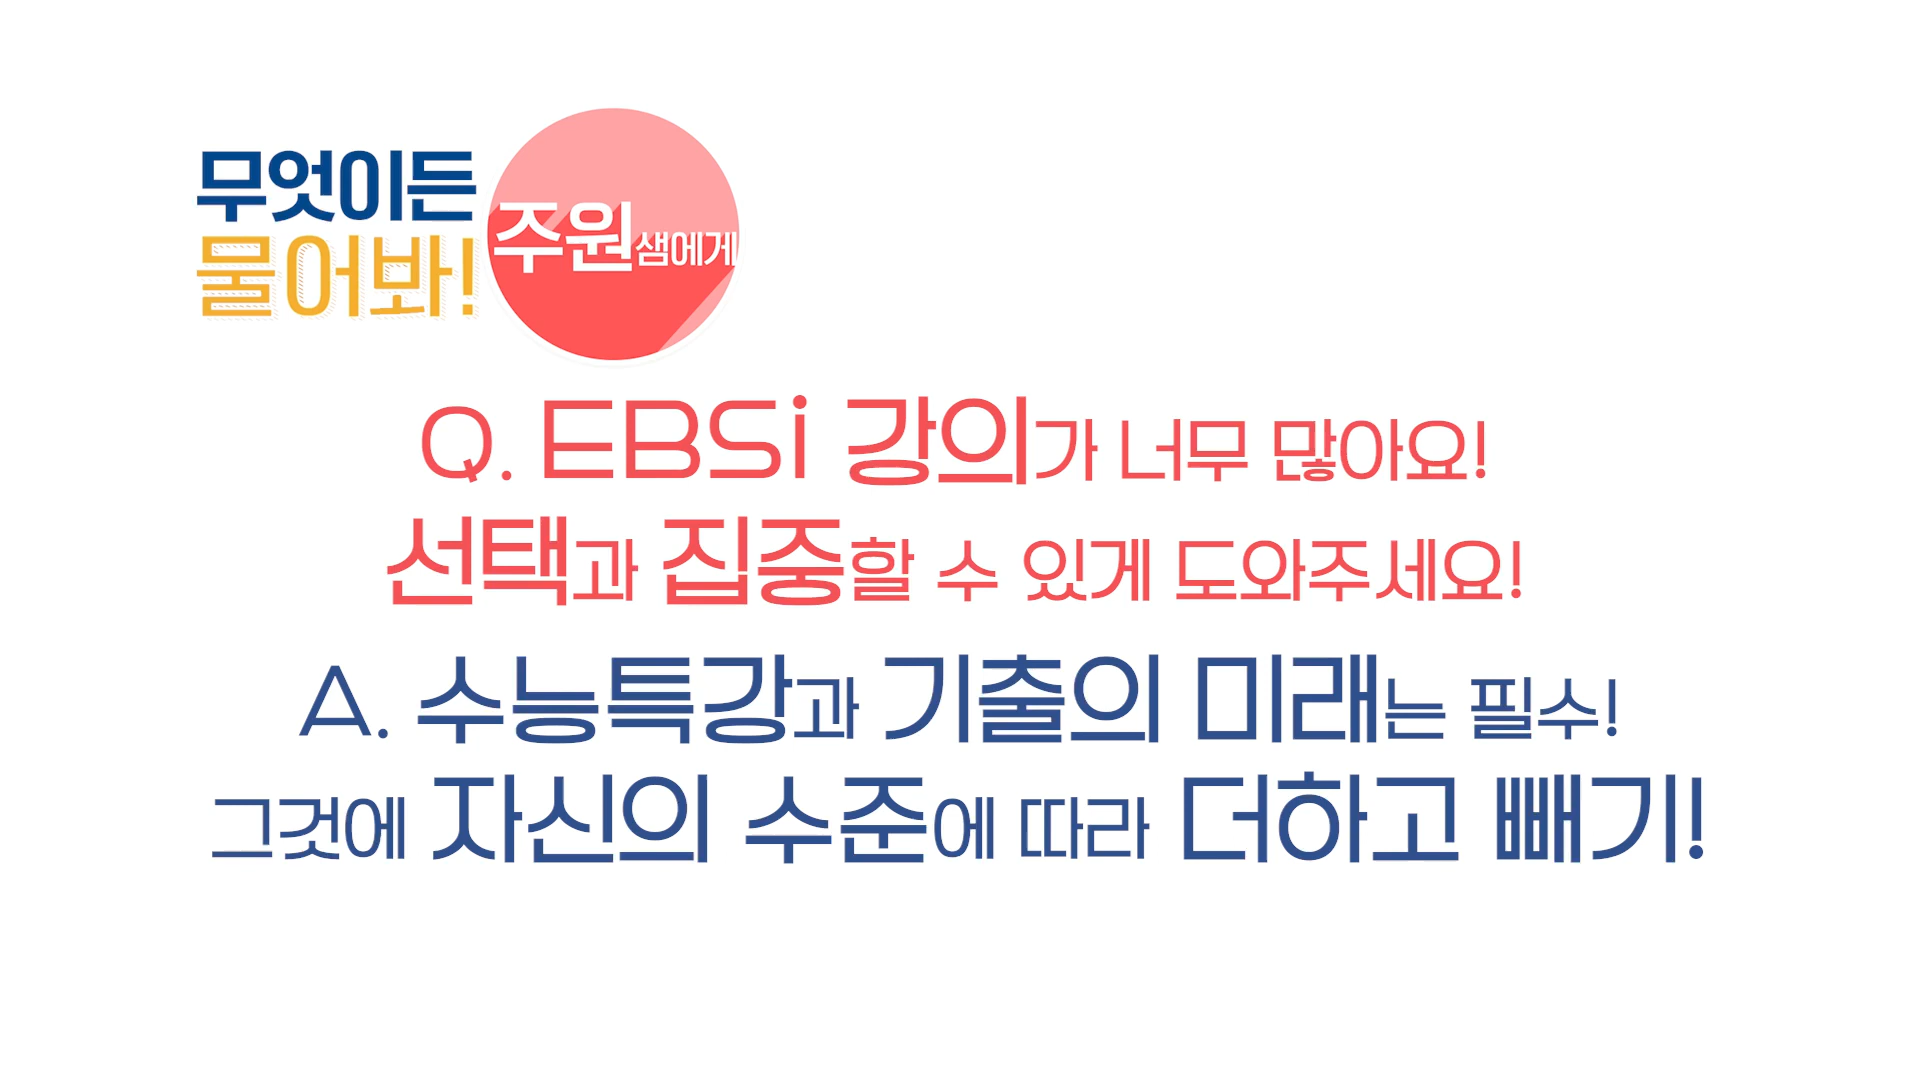 무엇이든
물어봐!
주원샘에게
Q. EBSi 강의가 너무 많아요!
선택과 집중할 수 있게 도와주세요!
A. 수능특강과 기출의 미래는 필수!
그것에 자신의 수준에 따라 더하고 빼기!